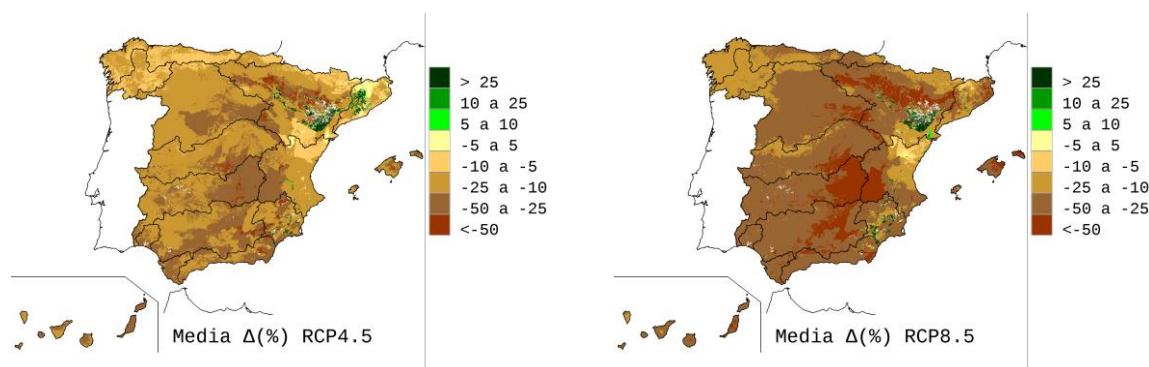 > 25
10 a 25
5 a 10
-5 a 5
-10 a -5
-25 a -10
-50 a -25
<-50
Media Δ(%) RCP4.5
> 25
10 a 25
5 a 10
-5 a 5
-10 a -5
-25 a -10
-50 a -25
<-50
Media Δ(%) RCP8.5